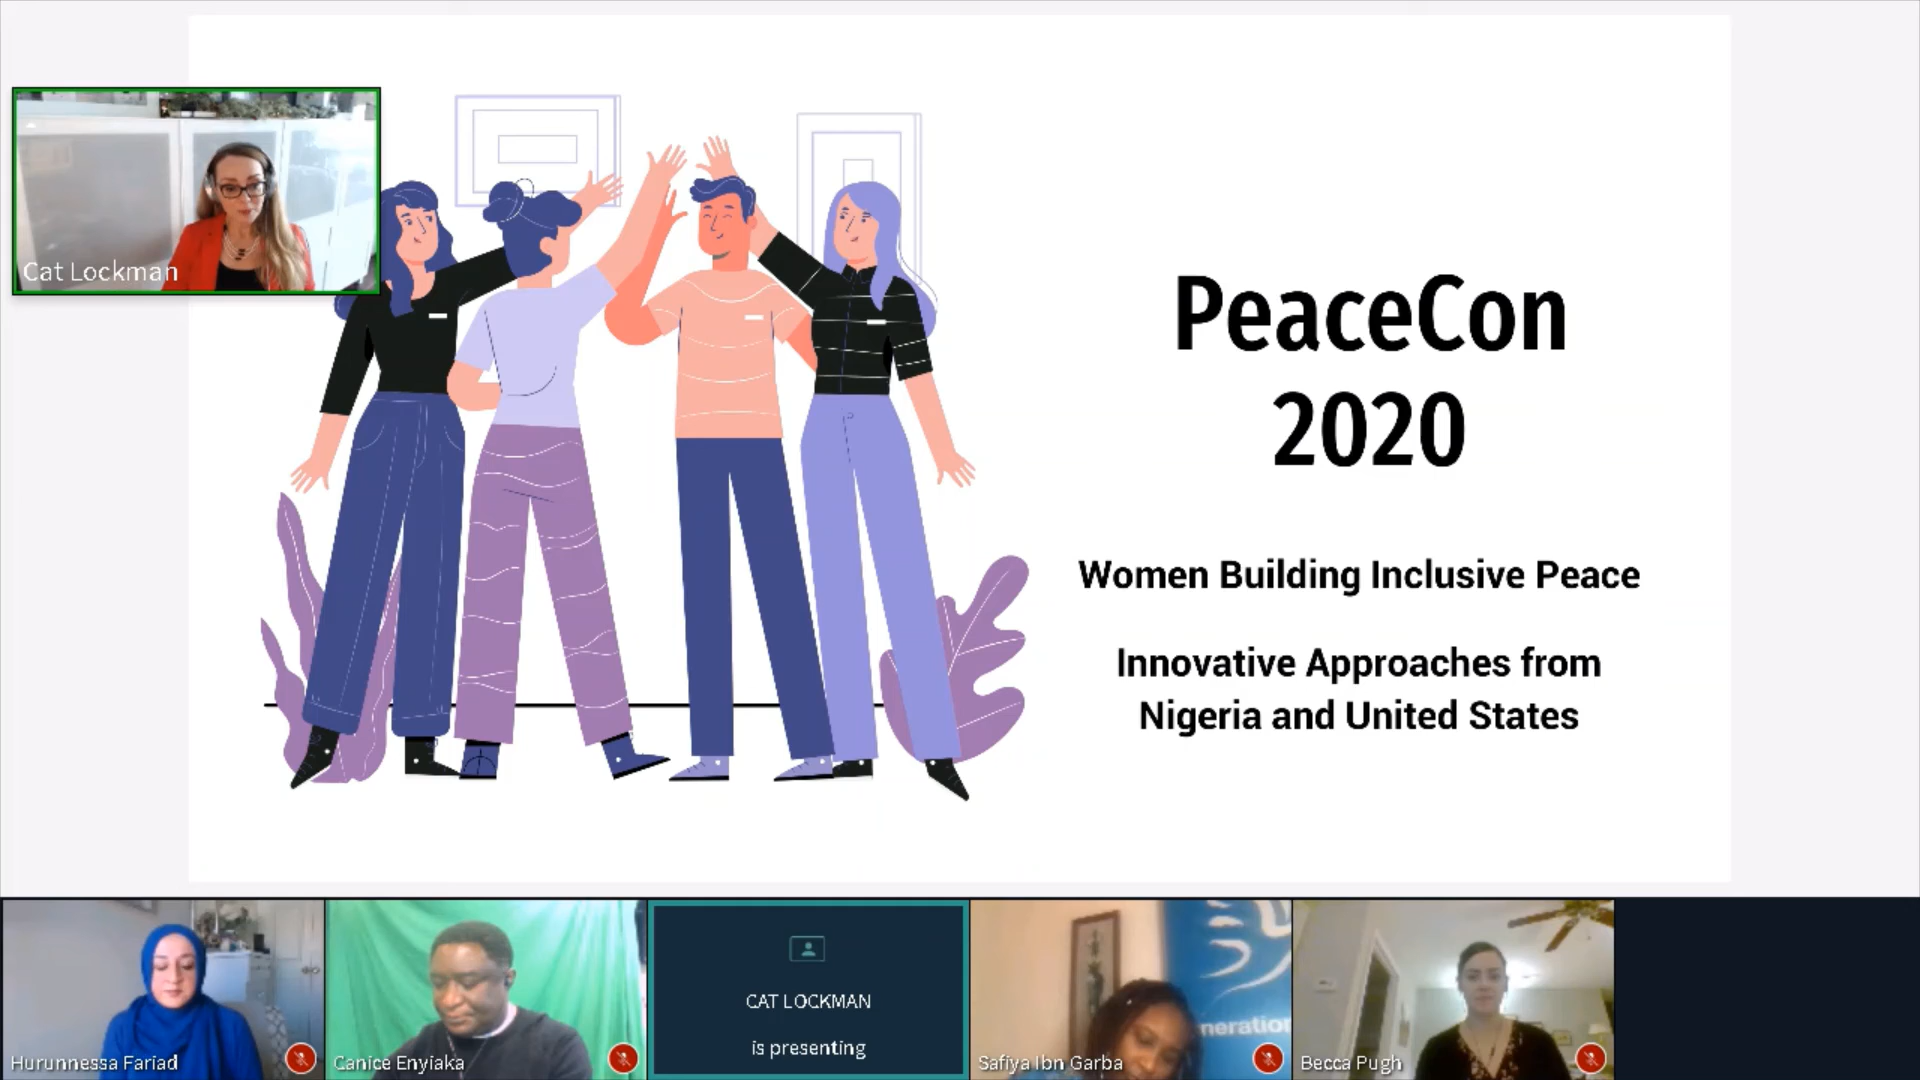 Cat Lockman
PeaceCon
2020
Women Building Inclusive Peace
Innovative Approaches from
Nigeria and United States
Hurunnessa Fariad
Canice Enyiaka
CAT LOCKMAN
is presenting
neration
Safiya Ibn Garba
Becca Pugh